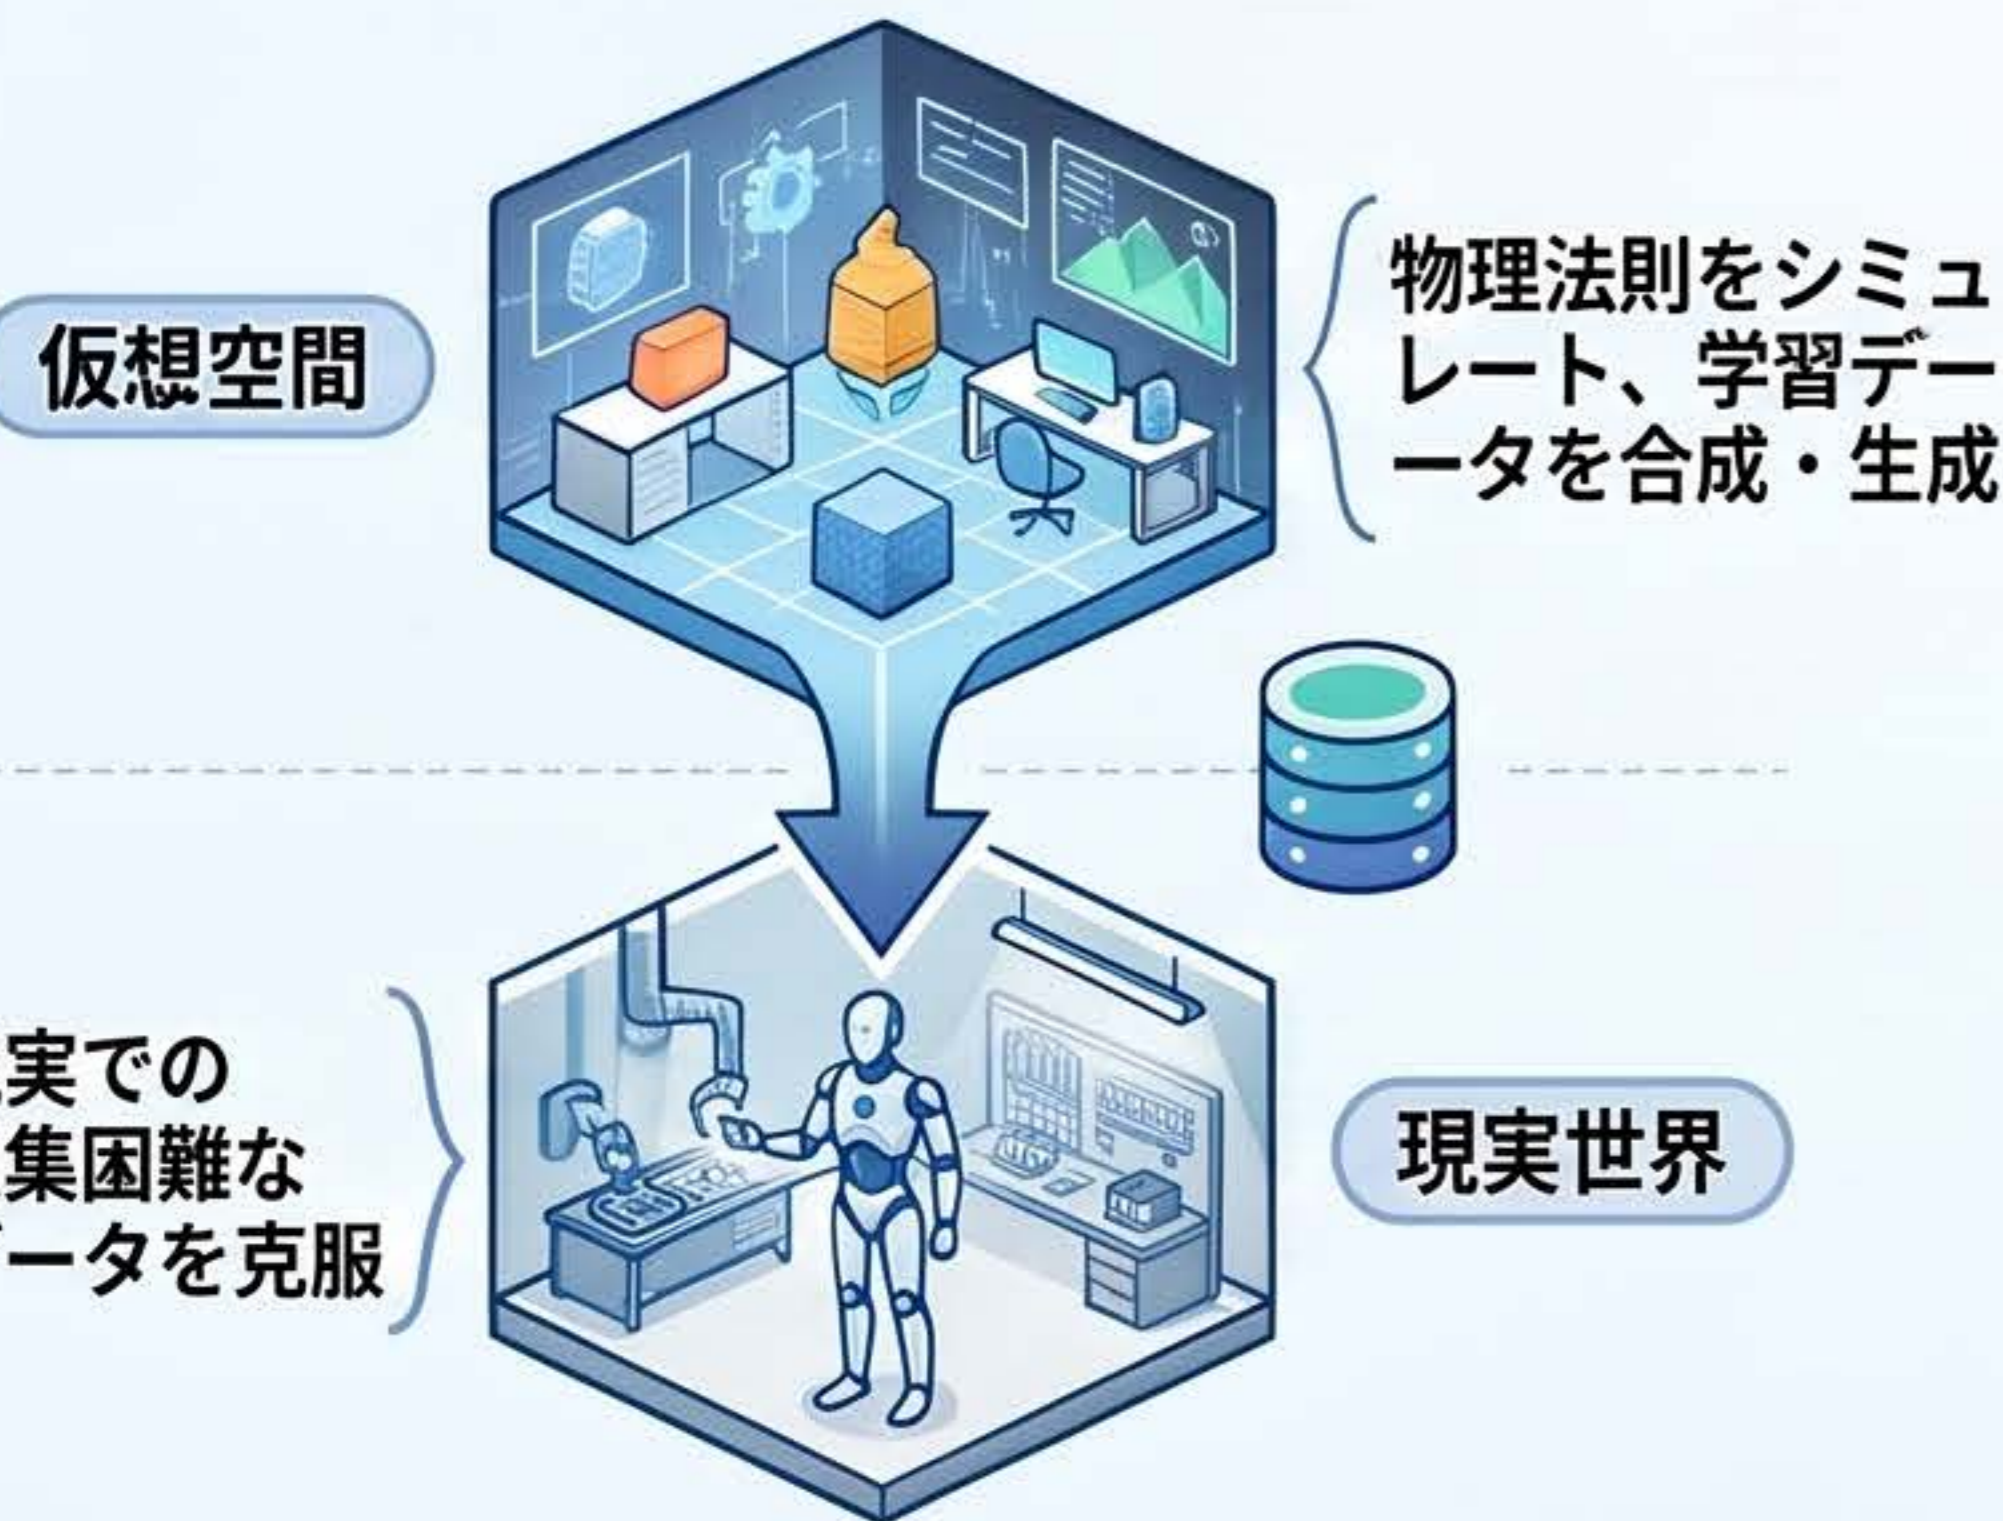 仮想空間
物理法則をシミュ
レート、学習デー
ータを合成・生成
実での
集困難な
ータを克服
現実世界